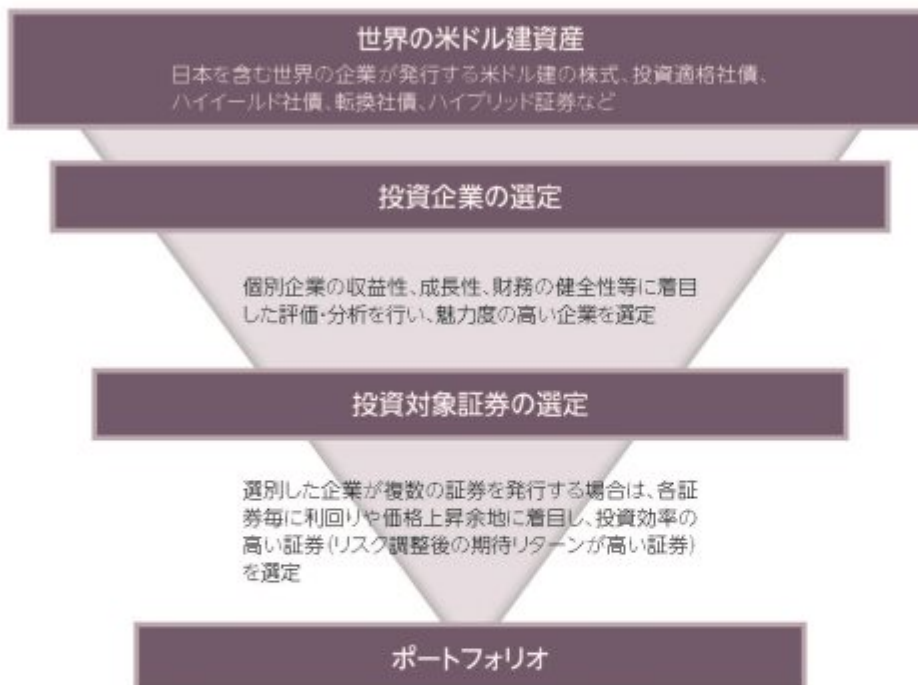 世界の米ドル建資産
日本を含む世界の企業が発行する米ドル建の株式、投資適格社債、
ハイイールド社債、転換社債、ハイブリッド証券など
投資企業の選定
個別企業の収益性、成長性、財務の健全性等に着目
した評価・分析を行い、魅力度の高い企業を選定
投資対象証券の選定
選別した企業が複数の証券を発行する場合は、各証
券毎に利回りや価格上昇余地に着目し、投資効率の
高い証券(リスク調整後の期待リターンが高い証券)
を選定
ポートフォリオ